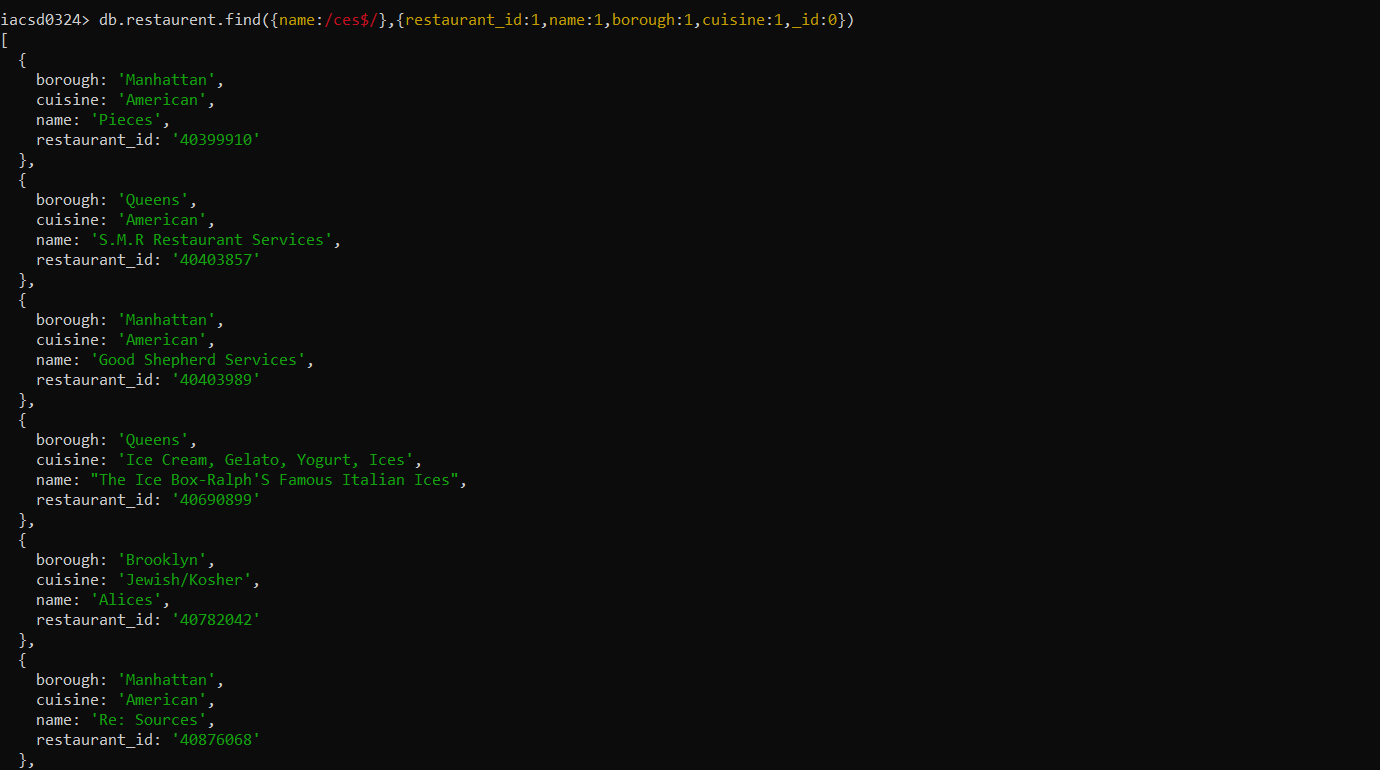 iacsd0324> db.restaurent.find({name:/ces$/},{restaurant_id:1,name:1,borough:1,cuisine:1,_id:0})
[
  {
    borough: 'Manhattan',
    cuisine: 'American',
    name: 'Pieces',
    restaurant_id: '40399910'
  },
  {
    borough: 'Queens',
    cuisine: 'American',
    name: 'S.M.R Restaurant Services',
    restaurant_id: '40403857'
  },
  {
    borough: 'Manhattan',
    cuisine: 'American',
    name: 'Good Shepherd Services',
    restaurant_id: '40403989'
  },
  {
    borough: 'Queens',
    cuisine: 'Ice Cream, Gelato, Yogurt, Ices',
    name: "The Ice Box-Ralph'S Famous Italian Ices",
    restaurant_id: '40690899'
  },
  {
    borough: 'Brooklyn',
    cuisine: 'Jewish/Kosher',
    name: 'Alices',
    restaurant_id: '40782042'
  },
  {
    borough: 'Manhattan',
    cuisine: 'American',
    name: 'Re: Sources',
    restaurant_id: '40876068'
  },